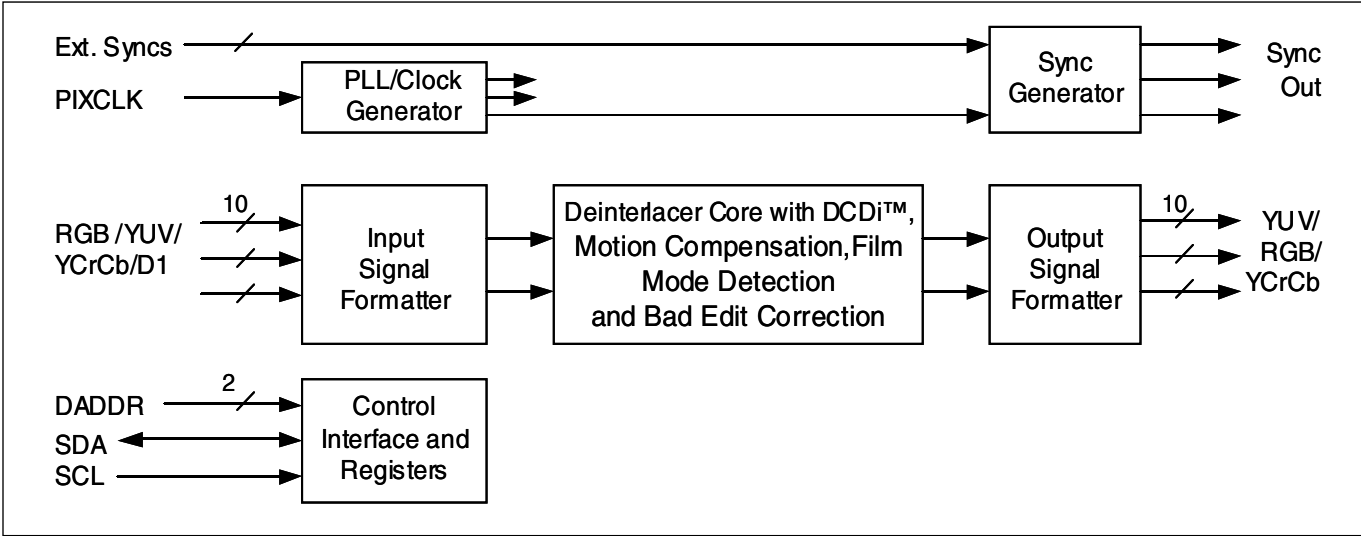 Ext. Syncs
PIXCLK
PLL/Clock
Generator
Sync
Generator
Sync
Out
10
RGB /YUV/
YCrCb/D1
Input
Signal
Formatter
Deinterlacer Core with DCDi™,
Motion Compensation,Film
Mode Detection
and Bad Edit Correction
Output
Signal
Formatter
10
YUV/
RGB/
YCrCb
2
DADDR
SDA
SCL
Control
Interface and
Registers